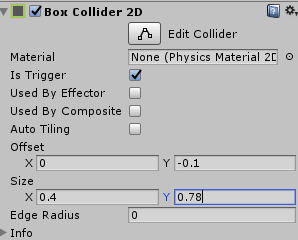 Box Collider 2D
Edit Collider
Material None (Physics Material 2D
Is Trigger
Used By Effector
Used By Composite
Auto Tiling
Offset
X 0 Y -0.1
Size
X 0.4 Y 0.78
Edge Radius 0
Info